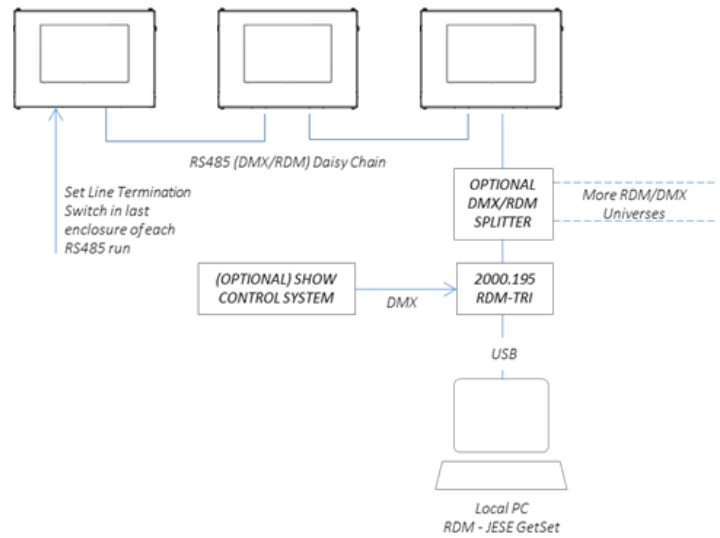 RS485 (DMX/RDM) Daisy Chain
Set Line Termination
Switch in last
enclosure of each
RS485 run
OPTIONAL
DMX/RDM
SPLITTER
More RDM/DMX
Universes
(OPTIONAL) SHOW
CONTROL SYSTEM
DMX
2000.195
RDM-TRI
USB
Local PC
RDM - JESE GetSet